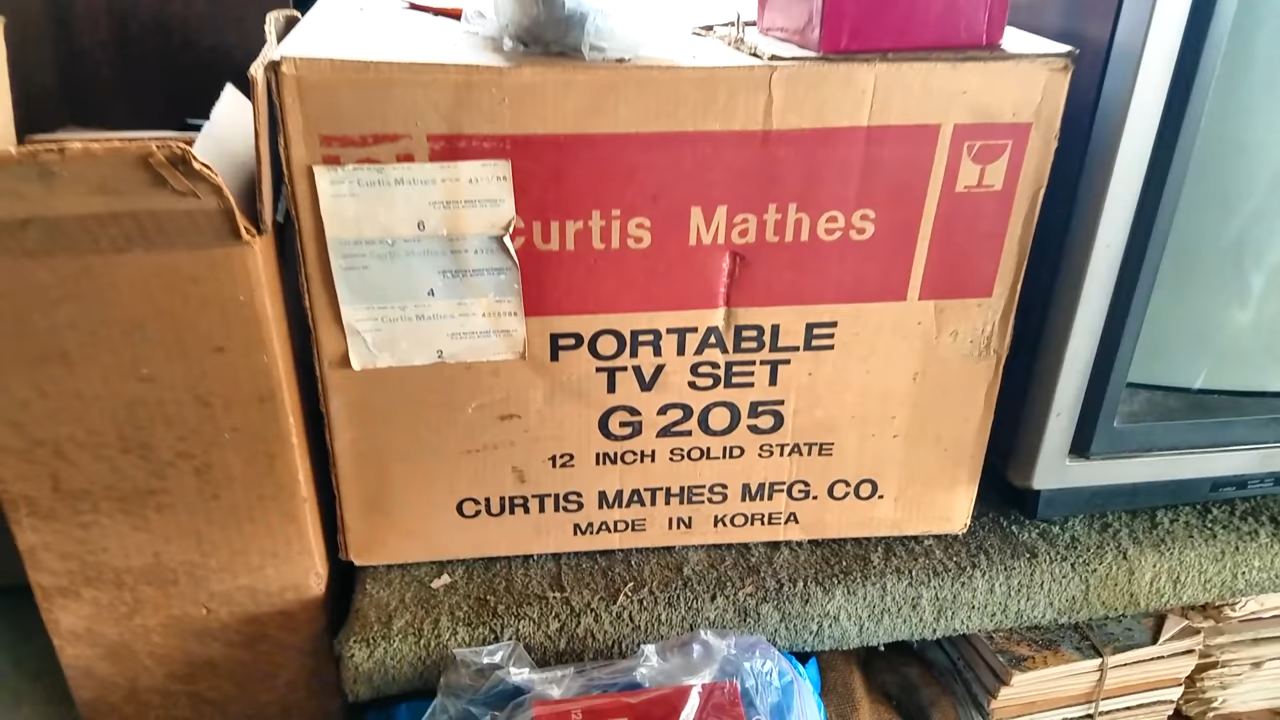 Curtis Mathes
6
Curtis Mathes
4
Curtis Mathes
2
Curtis Mathes
PORTABLE
TV SET
G205
12 INCH SOLID STATE
CURTIS MATHES MFG. CO.
MADE IN KOREA
12